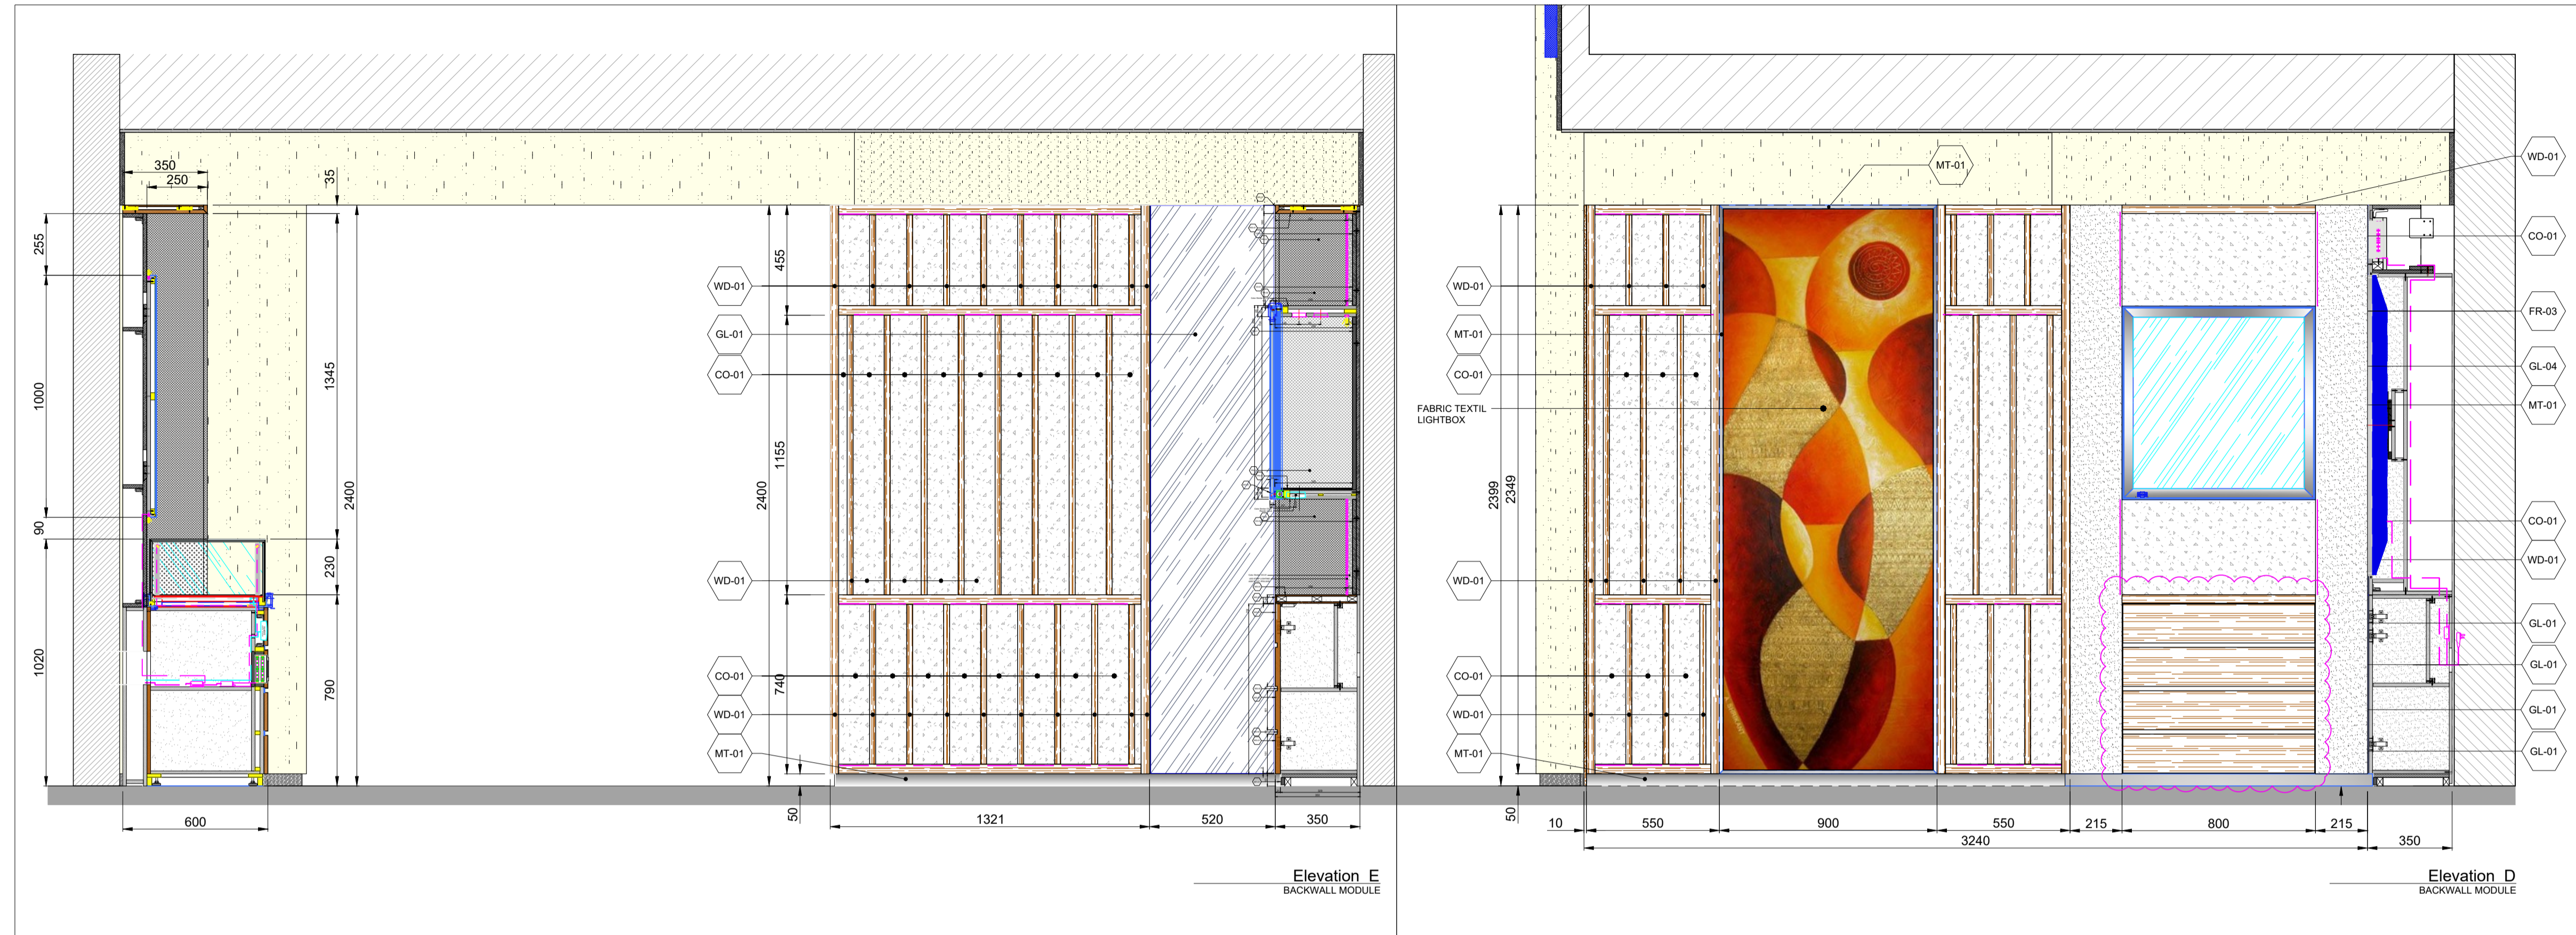 350
250
35
255
1000
90
1020
1345
2400
230
790
600
WD-01
GL-01
CO-01
WD-01
CO-01
WD-01
MT-01
2400
455
1155
740
50
1321
520
350
Elevation E
BACKWALL MODULE
MT-01
WD-01
MT-01
CO-01
FABRIC TEXTIL
LIGHTBOX
WD-01
CO-01
WD-01
MT-01
2399
2349
50
10
550
900
550
215
800
215
3240
350
WD-01
CO-01
FR-03
GL-04
MT-01
CO-01
WD-01
GL-01
GL-01
GL-01
GL-01
Elevation D
BACKWALL MODULE